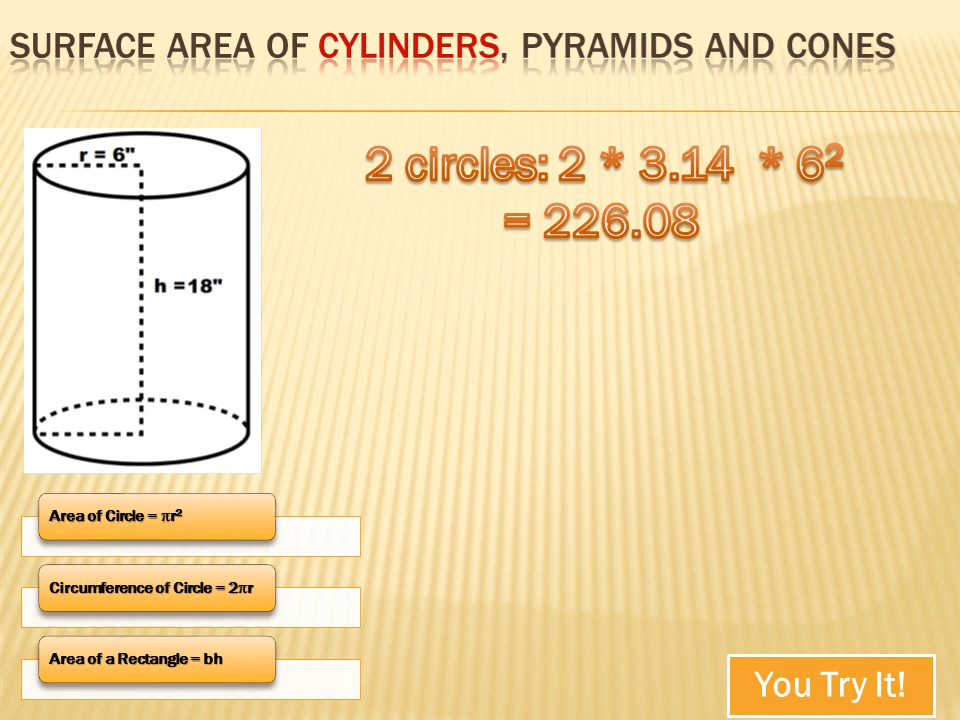 SURFACE AREA OF CYLINDERS, PYRAMIDS AND CONES
r = 6"
h =18"
2 circles: 2 * 3.14 * 6²
= 226.08
Area of Circle = πr²
Circumference of Circle = 2πr
Area of a Rectangle = bh
You Try It!